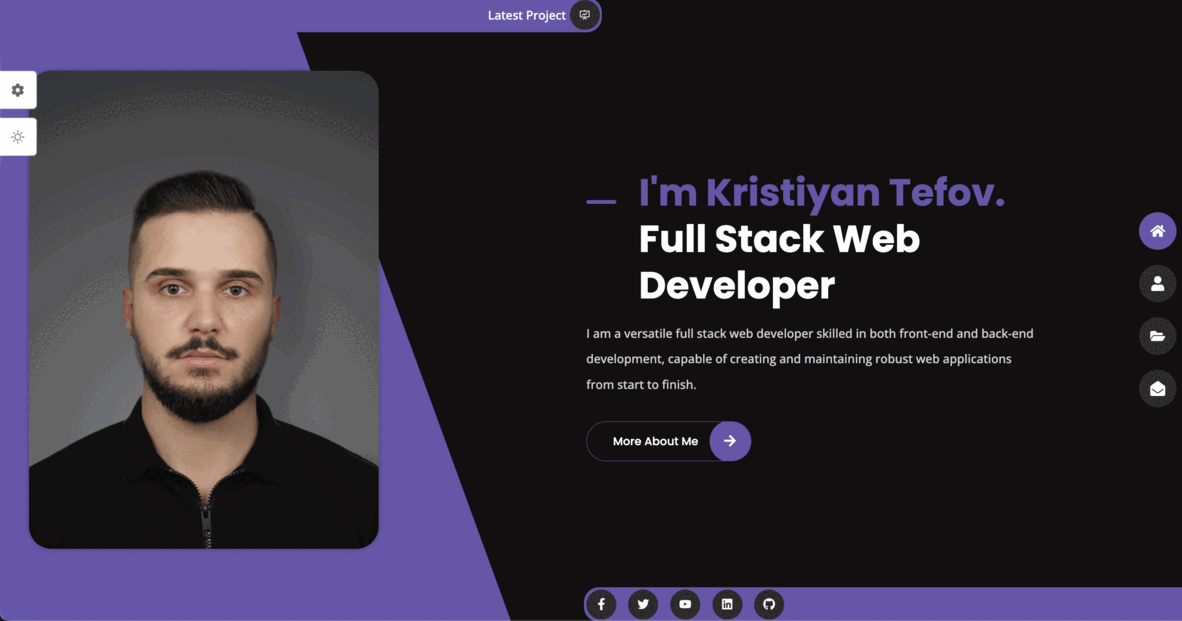 Latest Project
I'm Kristiyan Tefov.
Full Stack Web
Developer
I am a versatile full stack web developer skilled in both front-end and back-end
development, capable of creating and maintaining robust web applications
from start to finish.
More About Me